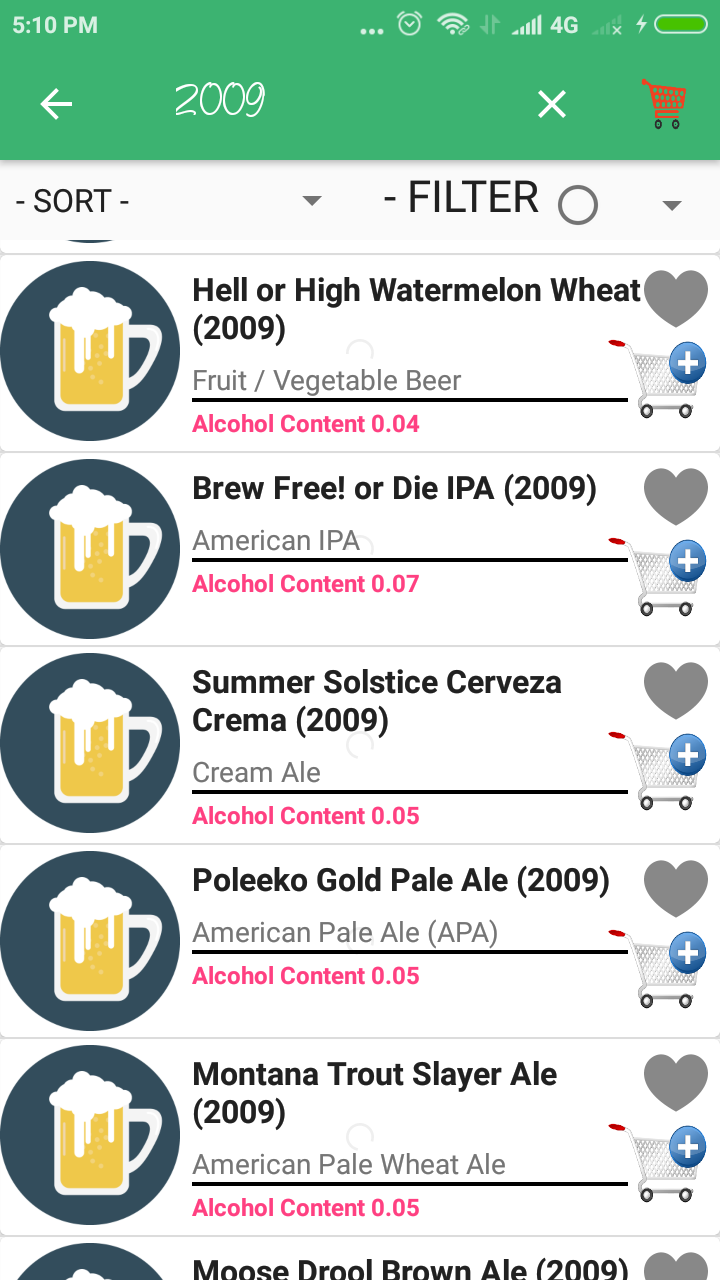 5:10 PM
4G
2009
- SORT -
- FILTER
Hell or High Watermelon Wheat
(2009)
Fruit / Vegetable Beer
Alcohol Content 0.04
Brew Free! or Die IPA (2009)
American IPA
Alcohol Content 0.07
Summer Solstice Cerveza
Crema (2009)
Cream Ale
Alcohol Content 0.05
Poleeko Gold Pale Ale (2009)
American Pale Ale (APA)
Alcohol Content 0.05
Montana Trout Slayer Ale
(2009)
American Pale Wheat Ale
Alcohol Content 0.05
Moose Drool Brown Ale (2009)